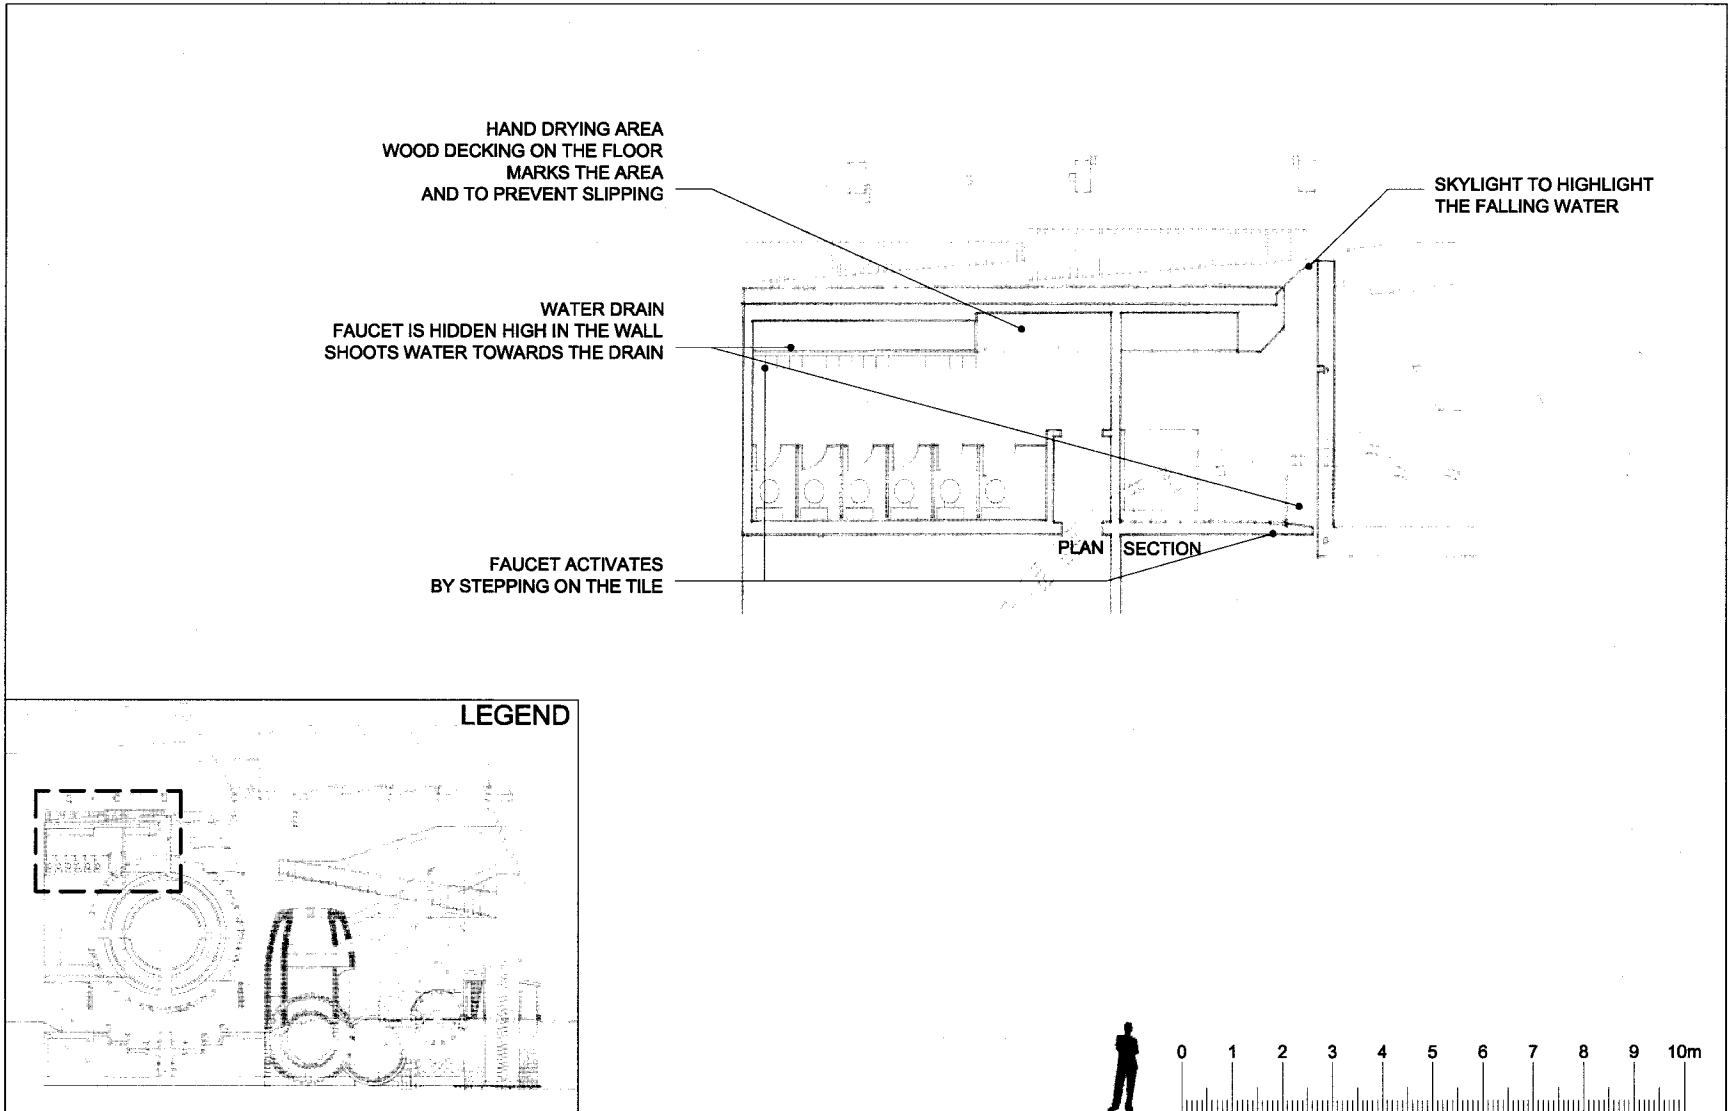 HAND DRYING AREA
WOOD DECKING ON THE FLOOR
MARKS THE AREA
AND TO PREVENT SLIPPING
SKYLIGHT TO HIGHLIGHT
THE FALLING WATER
WATER DRAIN
FAUCET IS HIDDEN HIGH IN THE WALL
SHOOTS WATER TOWARDS THE DRAIN
PLAN SECTION
FAUCET ACTIVATES
BY STEPPING ON THE TILE
LEGEND
0 1 2 3 4 5 6 7 8 9 10m